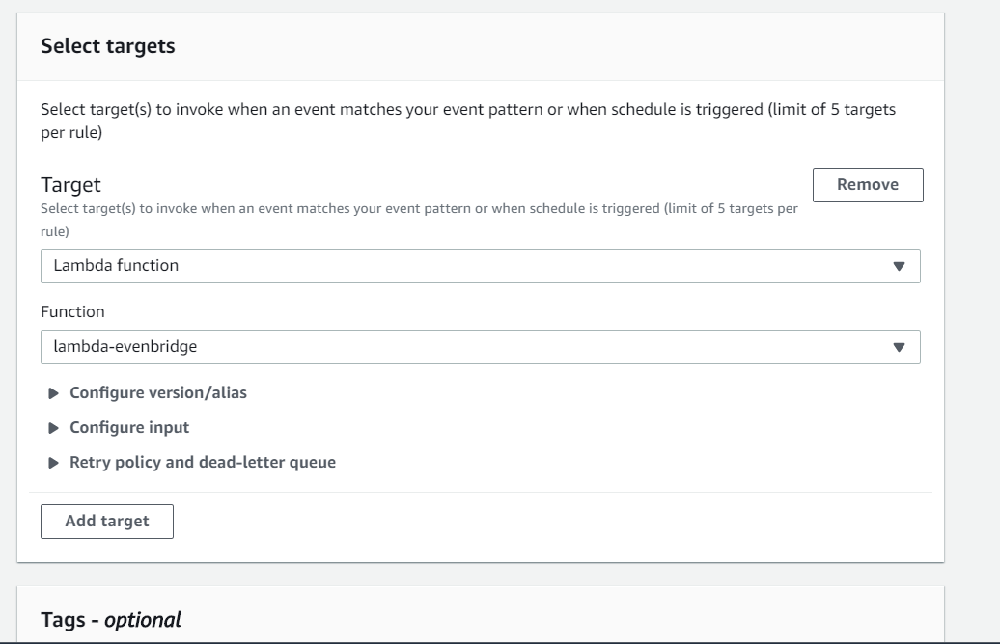 Select targets
Select target(s) to invoke when an event matches your event pattern or when schedule is triggered (limit of 5 targets
per rule)
Target
Remove
Select target(s) to invoke when an event matches your event pattern or when schedule is triggered (limit of 5 targets per
rule)
Lambda function
Function
lambda-evenbridge
Configure version/alias
Configure input
Retry policy and dead-letter queue
Add target
Tags - optional